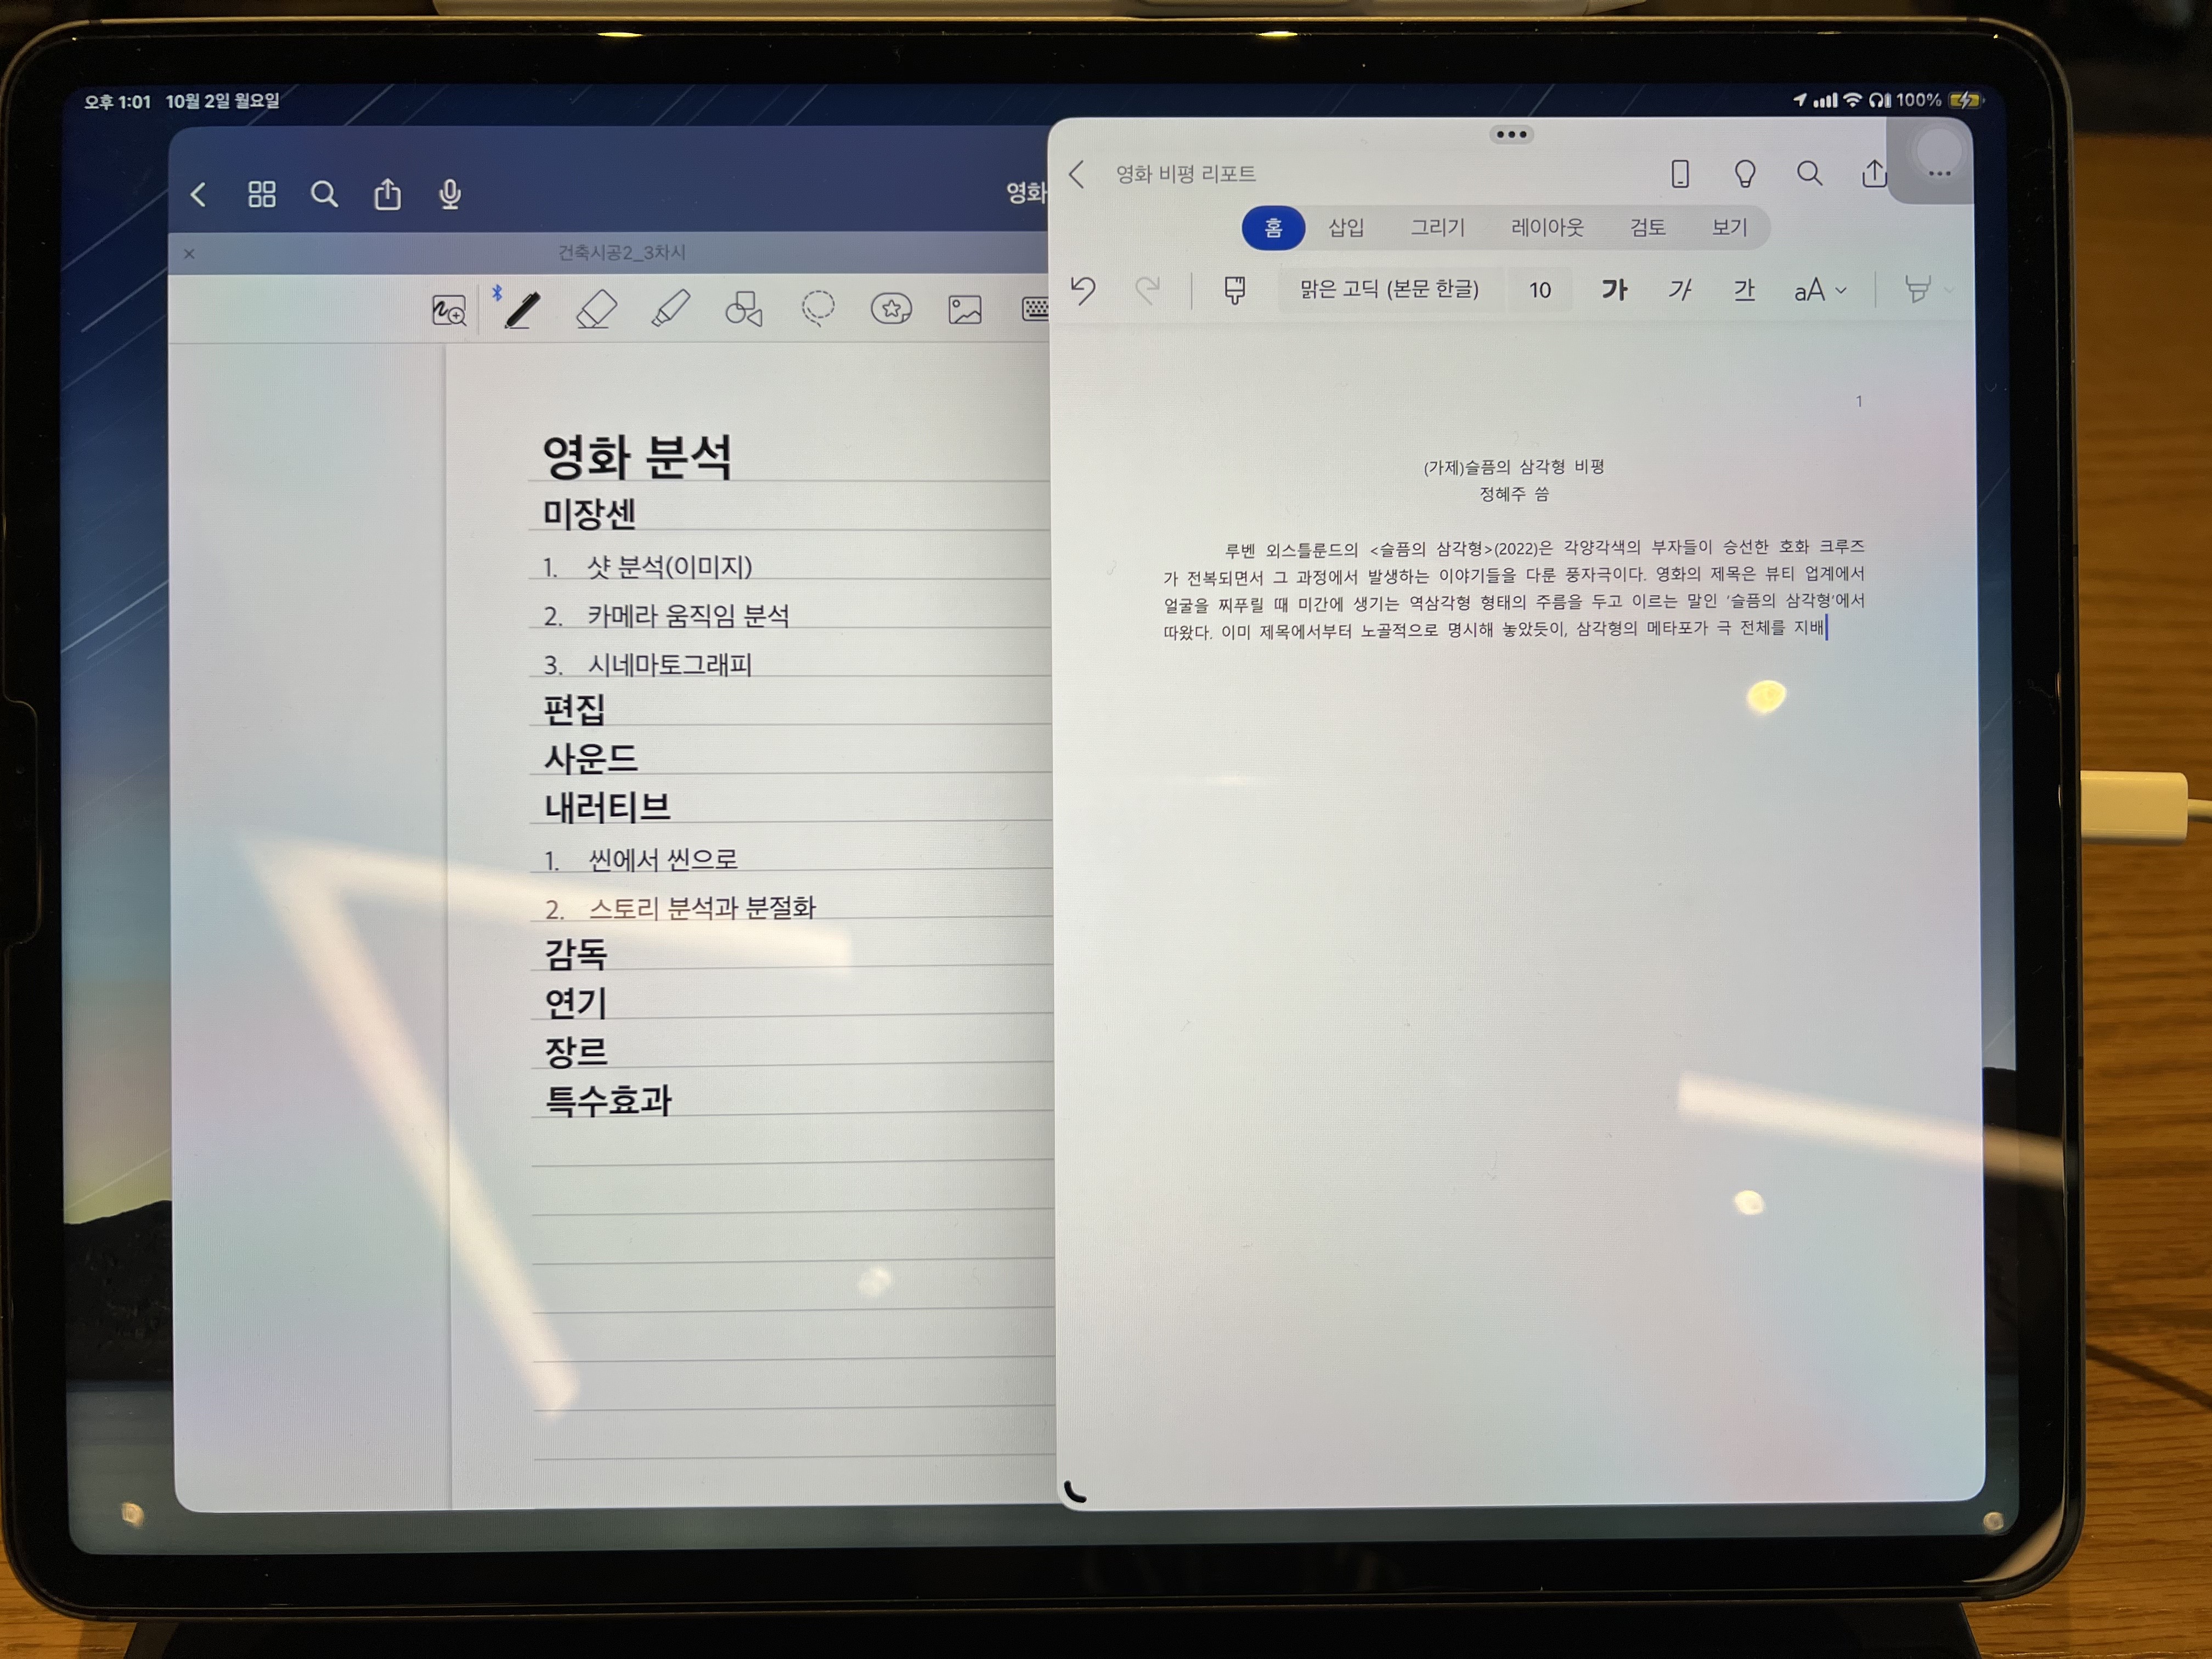 오후 1:01 10월 2일 월요일
100%
영화
건축시공2_3차시
영화 분석
미장센
1. 샷 분석(이미지)
2. 카메라 움직임 분석
3. 시네마토그래피
편집
사운드
내러티브
1. 씬에서 씬으로
2. 스토리 분석과 분절화
감독
연기
장르
특수효과
영화 비평 리포트
홈 삽입 그리기 레이아웃 검토 보기
맑은 고딕 (본문 한글) 10 가 가 간 aA
1
(가제)슬픔의 삼각형 비평
정혜주 씀
루벤 외스틀룬드의 <슬픔의 삼각형>(2022)은 각양각색의 부자들이 승선한 호화 크루즈
가 전복되면서 그 과정에서 발생하는 이야기들을 다룬 풍자극이다. 영화의 제목은 뷰티 업계에서
얼굴을 찌푸릴 때 미간에 생기는 역삼각형 형태의 주름을 두고 이르는 말인 '슬픔의 삼각형'에서
따왔다. 이미 제목에서부터 노골적으로 명시해 놓았듯이, 삼각형의 메타포가 극 전체를 지배